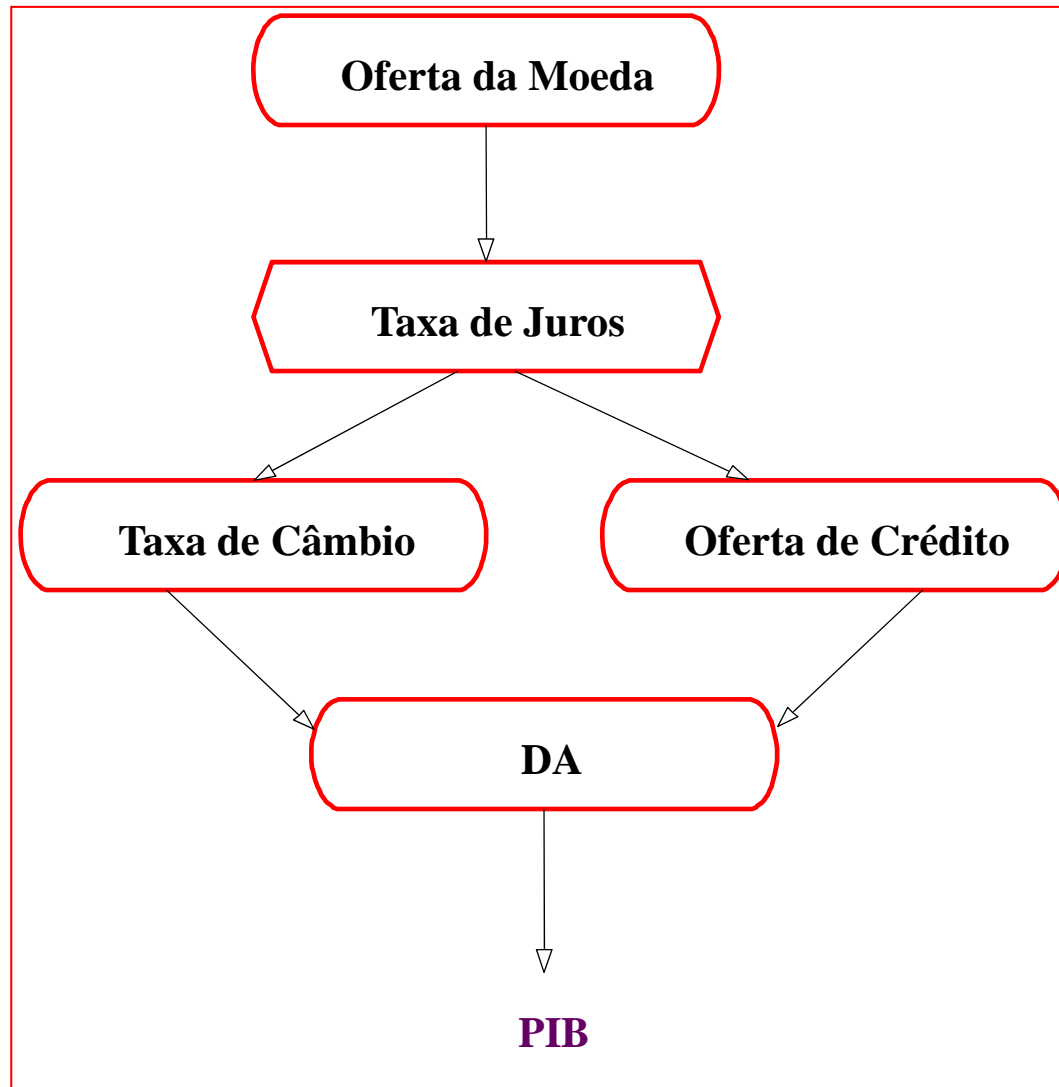 Oferta da Moeda
Taxa de Juros
Taxa de Câmbio
Oferta de Crédito
DA
PIB